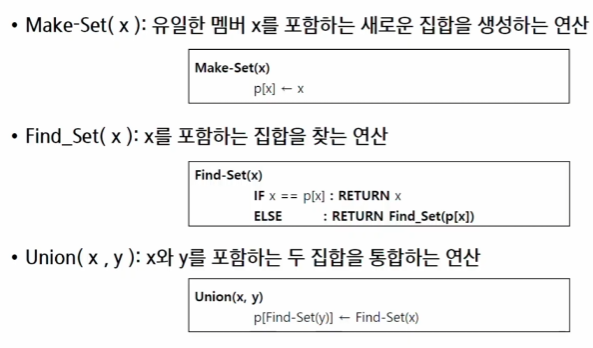 • Make-Set( x ): 유일한 멤버 x를 포함하는 새로운 집합을 생성하는 연산
Make-Set(x)
p[x] ← x
• Find_Set( x ): x를 포함하는 집합을 찾는 연산
Find-Set(x)
IF x == p[x] : RETURN x
ELSE : RETURN Find_Set(p[x])
• Union( x , y ): x와 y를 포함하는 두 집합을 통합하는 연산
Union(x, y)
p[Find-Set(y)] ← Find-Set(x)